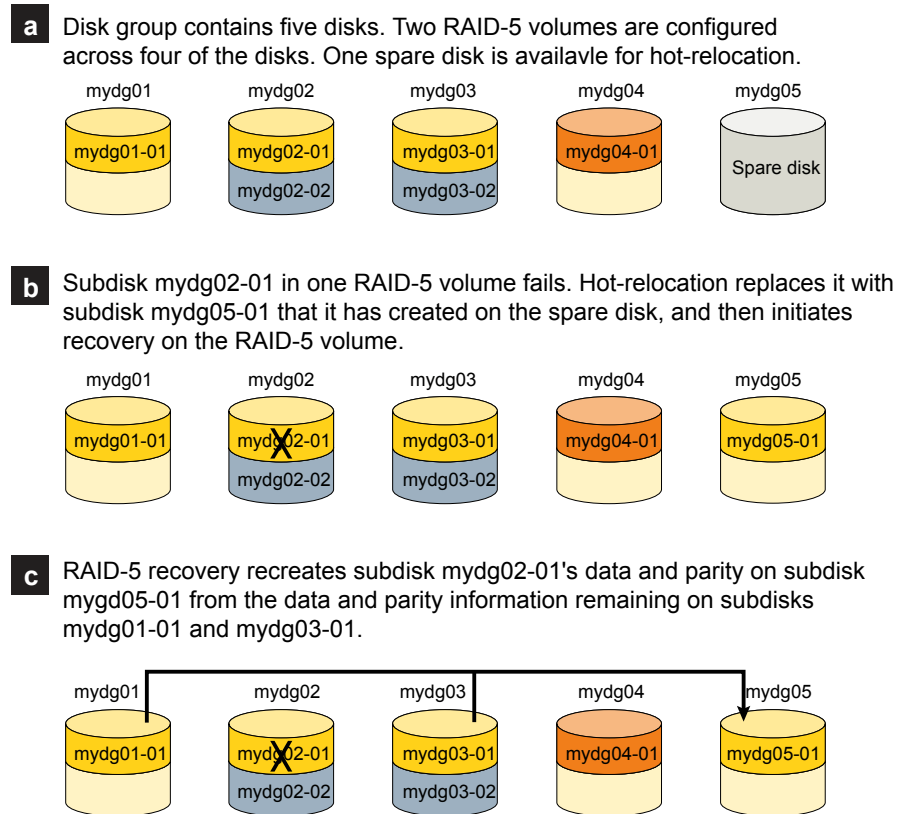 a
Disk group contains five disks. Two RAID-5 volumes are configured
across four of the disks. One spare disk is availavle for hot-relocation.
mydg01 mydg02 mydg03 mydg04 mydg05
mydg01-01 mydg02-01 mydg03-01 mydg04-01
Spare disk
mydg02-02 mydg03-02
b
Subdisk mydg02-01 in one RAID-5 volume fails. Hot-relocation replaces it with
subdisk mydg05-01 that it has created on the spare disk, and then initiates
recovery on the RAID-5 volume.
mydg01 mydg02 mydg03 mydg04 mydg05
mydg01-01 mydg02-01 mydg03-01 mydg04-01 mydg05-01
X
mydg02-02 mydg03-02
c
RAID-5 recovery recreates subdisk mydg02-01's data and parity on subdisk
mygd05-01 from the data and parity information remaining on subsdisks
mydg01-01 and mydg03-01.
mydg01 mydg02 mydg03 mydg04 mydg05
mydg01-01 mydg02-01 mydg03-01 mydg04-01 mydg05-01
X
mydg02-02 mydg03-02